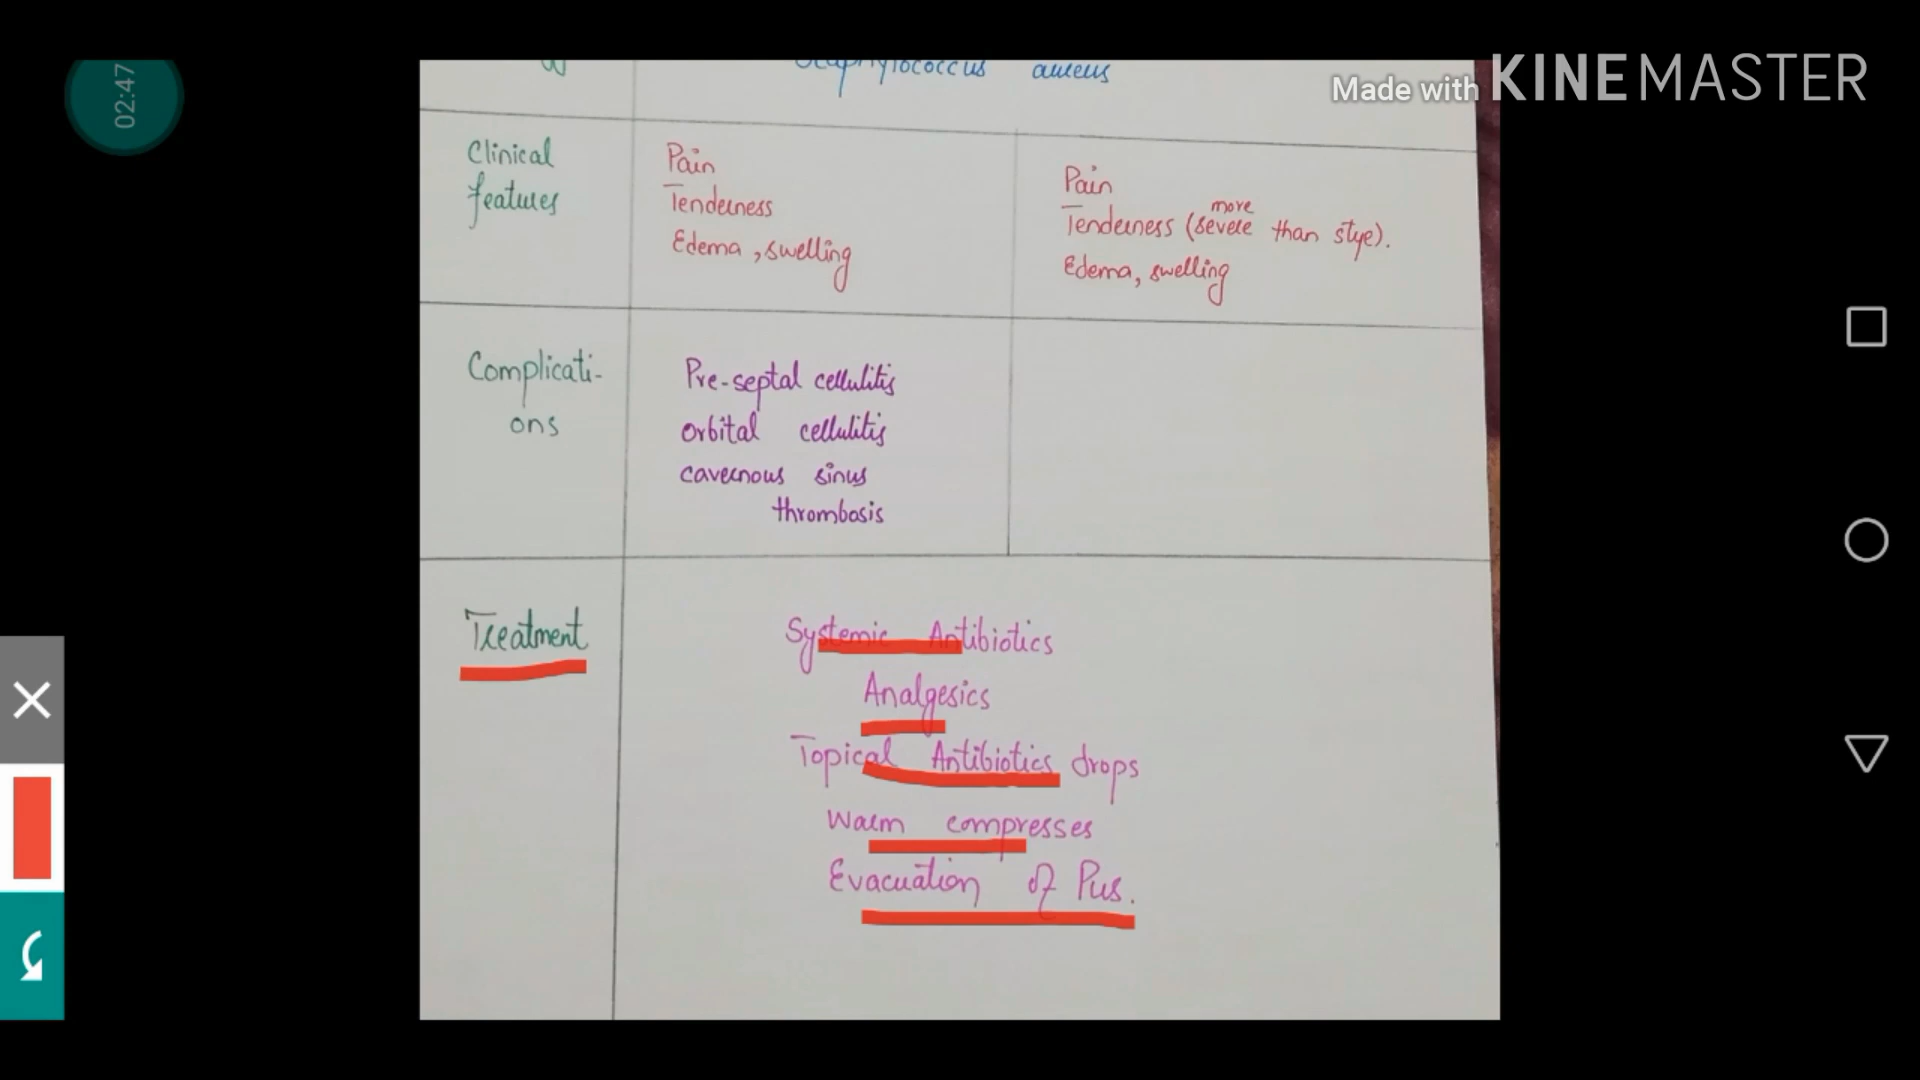 02:47
Made with KINEMASTER
Staphylococcus aureus
Clinical
features
Pain
Tenderness
Edema, swelling
Pain
Tenderness (more severe than stye).
Edema, swelling
Complicati-
ons
Pre-septal cellulitis
orbital cellulitis
cavernous sinus
thrombosis
Treatment
Systemic Antibiotics
Analgesics
Topical Antibiotics drops
Warm compresses
Evacuation of Pus.